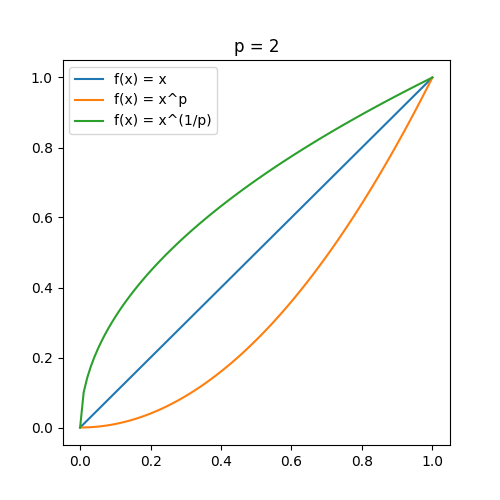 p = 2
f(x) = x
f(x) = x^p
f(x) = x^(1/p)
1.0
0.8
0.6
0.4
0.2
0.0
0.0 0.2 0.4 0.6 0.8 1.0